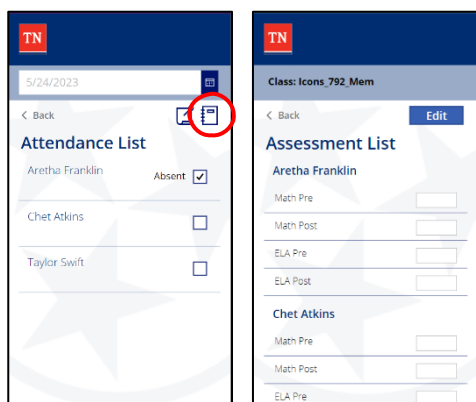 TN
5/24/2023
< Back
Attendance List
Aretha Franklin
Absent
Chet Atkins
Taylor Swift
TN
Class: Icons_792_Mem
< Back
Edit
Assessment List
Aretha Franklin
Math Pre
Math Post
ELA Pre
ELA Post
Chet Atkins
Math Pre
Math Post
ELA Pre